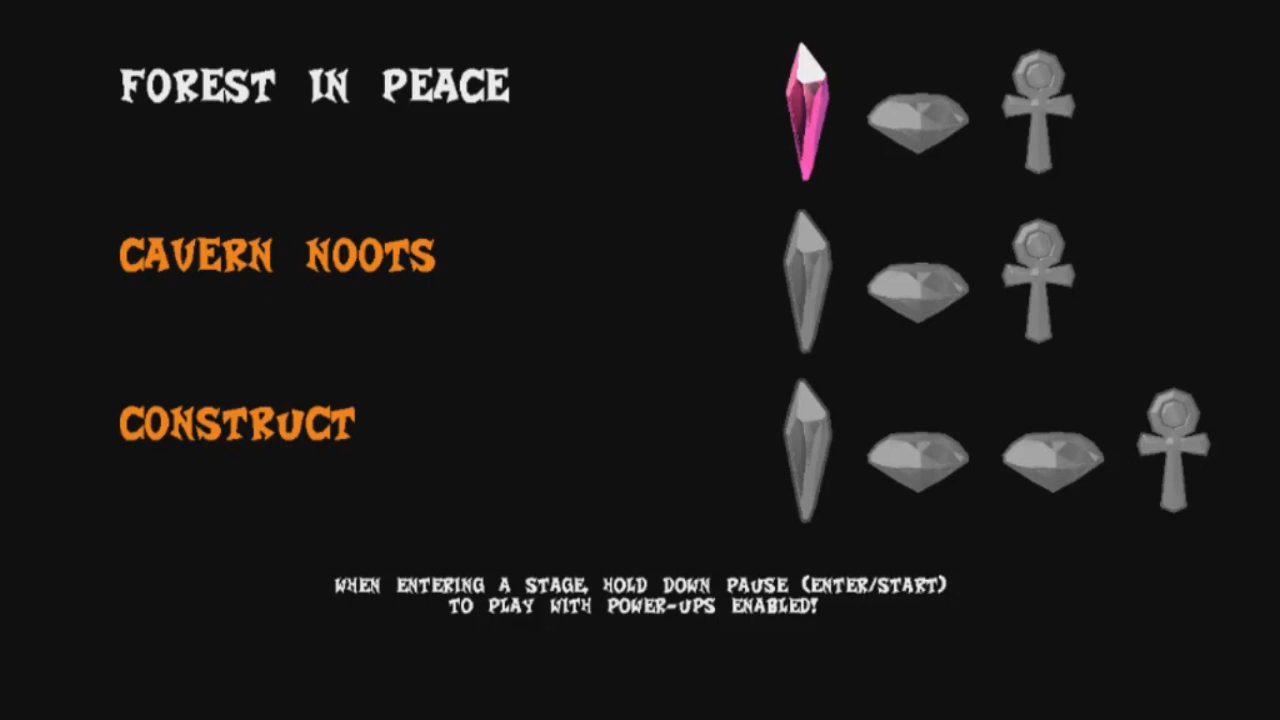 FOREST IN PEACE
CAVERN NOOTS
CONSTRUCT
WHEN ENTERING A STAGE, HOLD DOWN PAUSE (ENTER/START)
TO PLAY WITH POWER-UPS ENABLED!